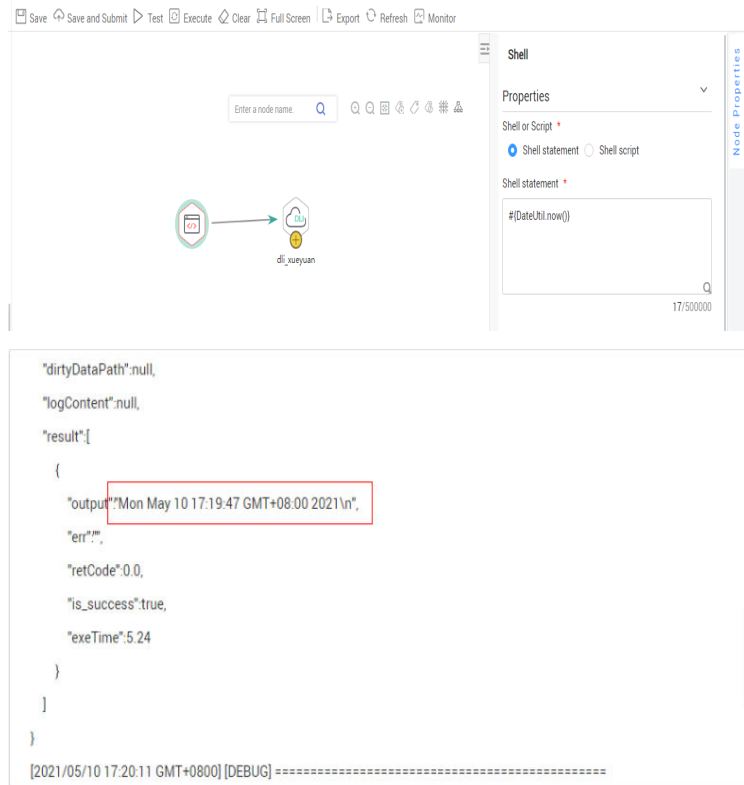 Save Save and Submit Test Execute Clear Full Screen Export Refresh Monitor
Shell
Node Properties
Properties
Enter a node name.
Shell or Script *
Shell statement Shell script
Shell statement *
#{DateUtil.now()}
DLI
dli_xueyuan
17/500000
"dirtyDataPath":null,
"logContent":null,
"result":[
{
"output":"Mon May 10 17:19:47 GMT+08:00 2021\n",
"err":"",
"retCode":0.0,
"is_success":true,
"exeTime":5.24
}
]
}
[2021/05/10 17:20:11 GMT+0800] [DEBUG] ===============================================